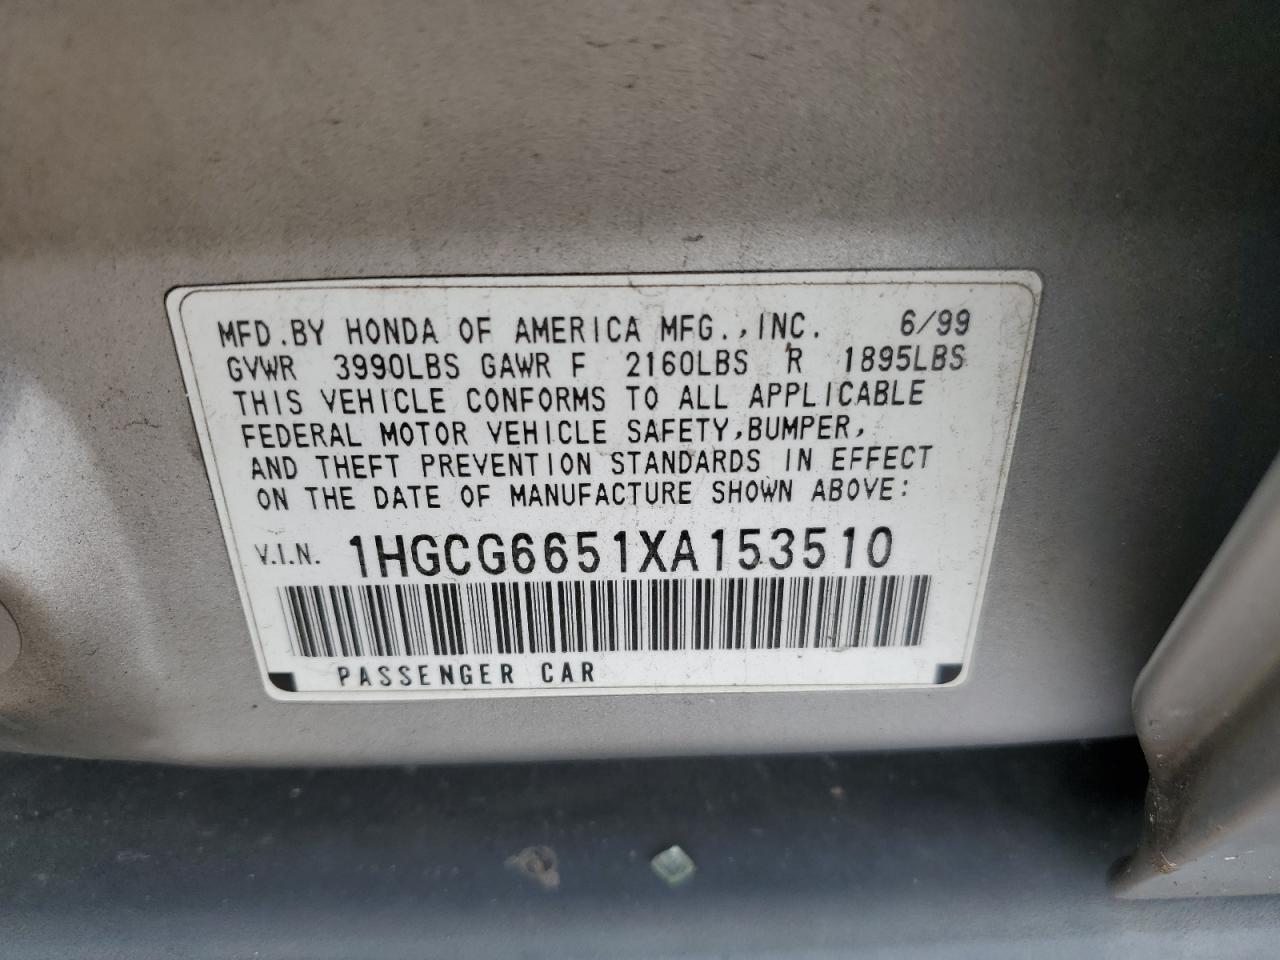 MFD.BY HONDA OF AMERICA MFG.,INC. 6/99
GVWR 3990LBS GAWR F 2160LBS R 1895LBS
THIS VEHICLE CONFORMS TO ALL APPLICABLE
FEDERAL MOTOR VEHICLE SAFETY,BUMPER,
AND THEFT PREVENTION STANDARDS IN EFFECT
ON THE DATE OF MANUFACTURE SHOWN ABOVE:
V.I.N. 1HGCG6651XA153510
PASSENGER CAR